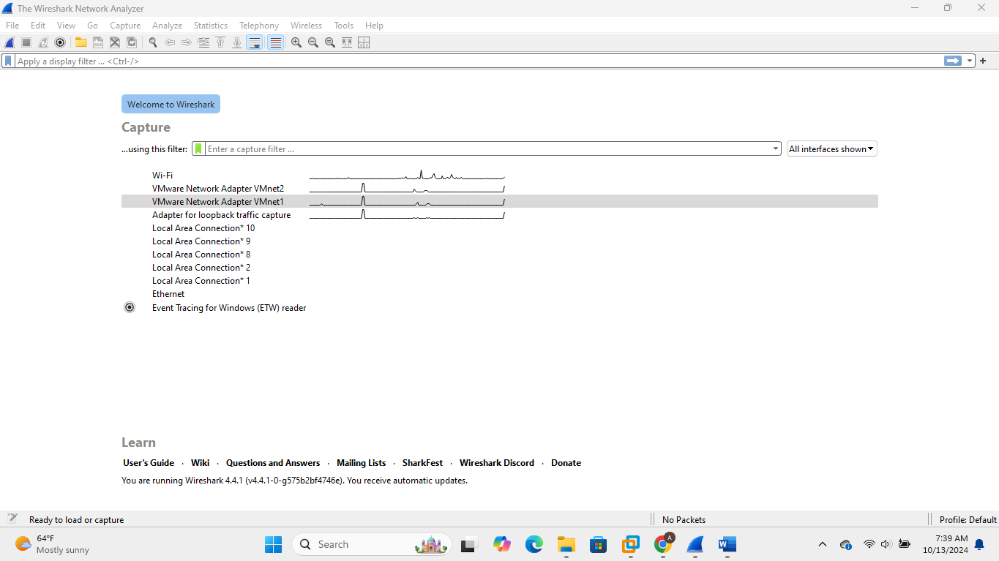 The Wireshark Network Analyzer
File Edit View Go Capture Analyze Statistics Telephony Wireless Tools Help
Apply a display filter ... <Ctrl-/>
+
Welcome to Wireshark
Capture
...using this filter: Enter a capture filter ... All interfaces shown
Wi-Fi
VMware Network Adapter VMnet2
VMware Network Adapter VMnet1
Adapter for loopback traffic capture
Local Area Connection* 10
Local Area Connection* 9
Local Area Connection* 8
Local Area Connection* 2
Local Area Connection* 1
Ethernet
Event Tracing for Windows (ETW) reader
Learn
User's Guide · Wiki · Questions and Answers · Mailing Lists · SharkFest · Wireshark Discord · Donate
You are running Wireshark 4.4.1 (v4.4.1-0-g575b2bf4746e). You receive automatic updates.
Ready to load or capture No Packets Profile: Default
64°F
Mostly sunny
Search
A
W
7:39 AM
10/13/2024